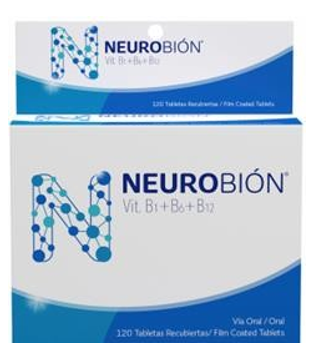 NEUROBIÓN®
Vit. B1+B6+B12
120 Tabletas Recubiertas / Film Coated Tablets
NEUROBIÓN®
Vit. B1+B6+B12
Vía Oral / Oral
120 Tabletas Recubiertas/ Film Coated Tablets